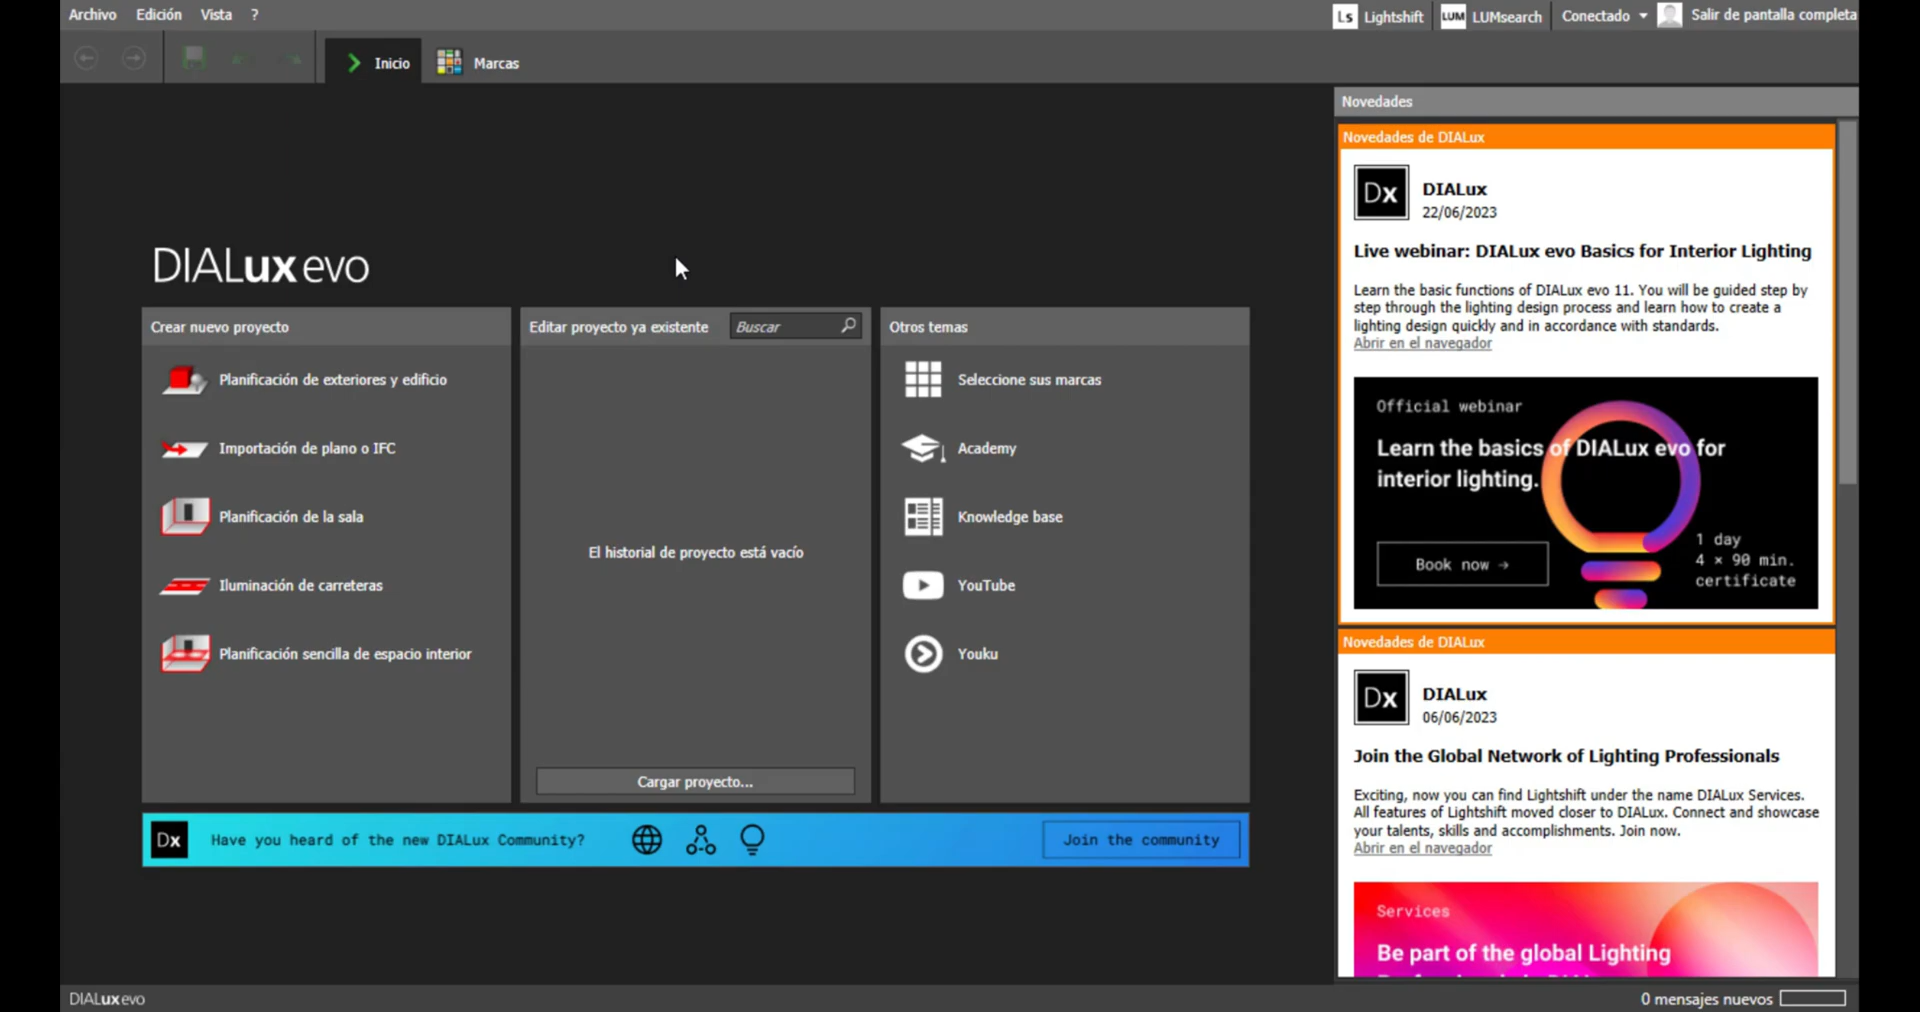 Archivo Edición Vista ?
Ls Lightshift LUM LUMsearch Conectado Salir de pantalla completa
Inicio Marcas
Novedades
Novedades de DIALux
Dx DIALux
22/06/2023
Live webinar: DIALux evo Basics for Interior Lighting
Learn the basic functions of DIALux evo 11. You will be guided step by
step through the lighting design process and learn how to create a
lighting design quickly and in accordance with standards.
Abrir en el navegador
Official webinar
Learn the basics of DIALux evo for
interior lighting.
Book now →
1 day
4 × 90 min.
certificate
Novedades de DIALux
Dx DIALux
06/06/2023
Join the Global Network of Lighting Professionals
Exciting, now you can find Lightshift under the name DIALux Services.
All features of Lightshift moved closer to DIALux. Connect and showcase
your talents, skills and accomplishments. Join now.
Abrir en el navegador
Services
Be part of the global Lighting
DIALux evo
Crear nuevo proyecto
Planificación de exteriores y edificio
Importación de plano o IFC
Planificación de la sala
Iluminación de carreteras
Planificación sencilla de espacio interior
Editar proyecto ya existente Buscar
El historial de proyecto está vacío
Cargar proyecto...
Otros temas
Seleccione sus marcas
Academy
Knowledge base
YouTube
Youku
Dx Have you heard of the new DIALux Community? Join the community
DIALux evo
0 mensajes nuevos